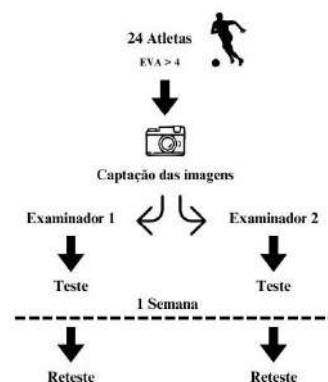 24 Atletas
EVA > 4
Captação das imagens
Examinador 1
Examinador 2
Teste
Teste
1 Semana
Reteste
Reteste